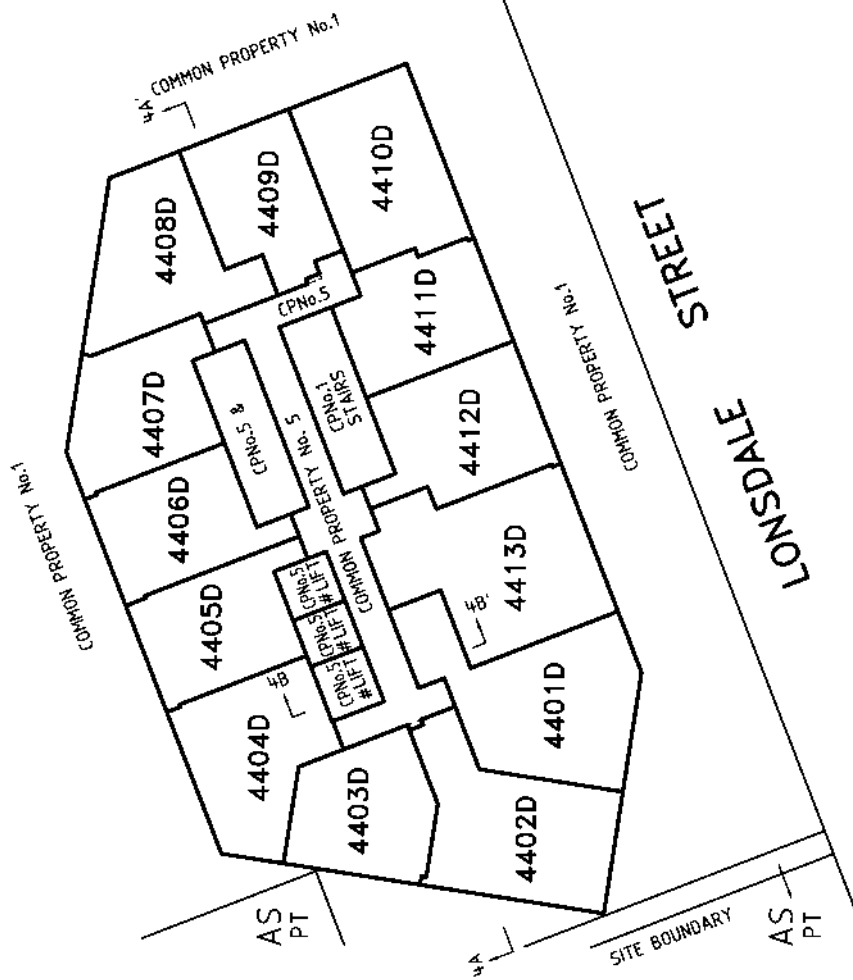 COMMON PROPERTY No.1
4A'
4408D
4409D
4410D
CPNo.5
4407D
CPNo.5 &
4411D
CPNo.1
STAIRS
COMMON PROPERTY No.1
4406D
COMMON PROPERTY No. 5
4412D
COMMON PROPERTY No.1
STREET
LONSDALE
4405D
CPNo.5
#LIFT
CPNo.5
#LIFT
CPNo.5
#LIFT
4413D
4B'
4B
4404D
4401D
4403D
4402D
AS
PT
4A
SITE BOUNDARY
AS
PT